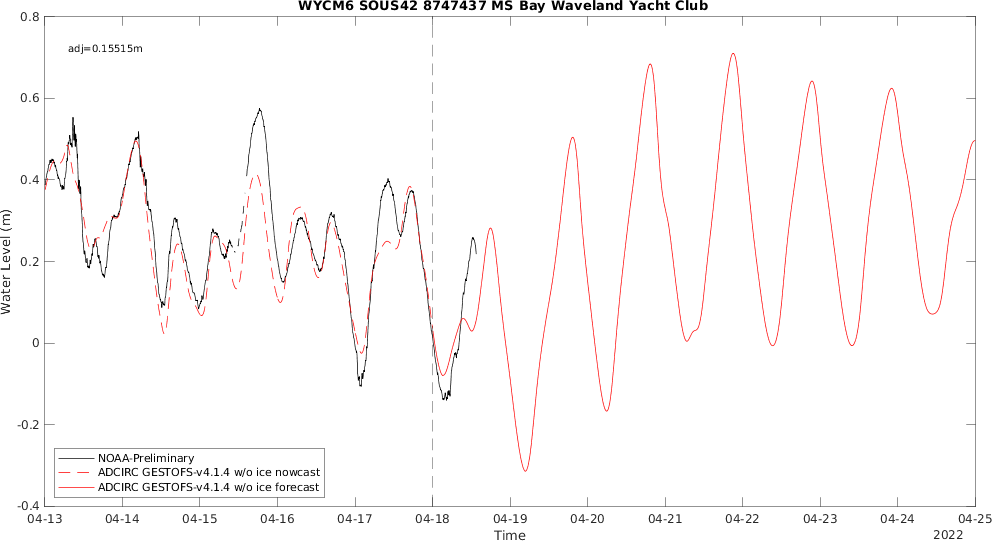 WYCM6 SOUS42 8747437 MS Bay Waveland Yacht Club
adj=0.15515m
Water Level (m)
0.8
0.6
0.4
0.2
0
-0.2
-0.4
NOAA-Preliminary
ADCIRC GESTOFS-v4.1.4 w/o ice nowcast
ADCIRC GESTOFS-v4.1.4 w/o ice forecast
04-13 04-14 04-15 04-16 04-17 04-18 04-19 04-20 04-21 04-22 04-23 04-24 04-25
Time
2022